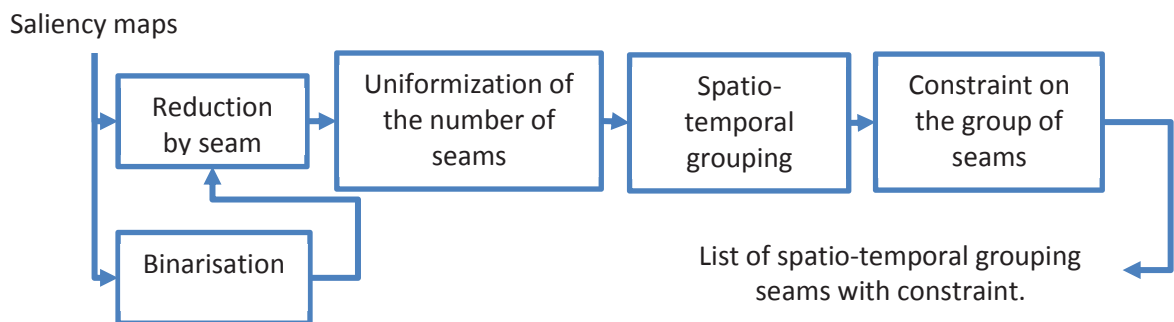 Saliency maps
Reduction
by seam
Uniformization of
the number of
seams
Spatio-
temporal
grouping
Constraint on
the group of
seams
Binarisation
List of spatio-temporal grouping
seams with constraint.